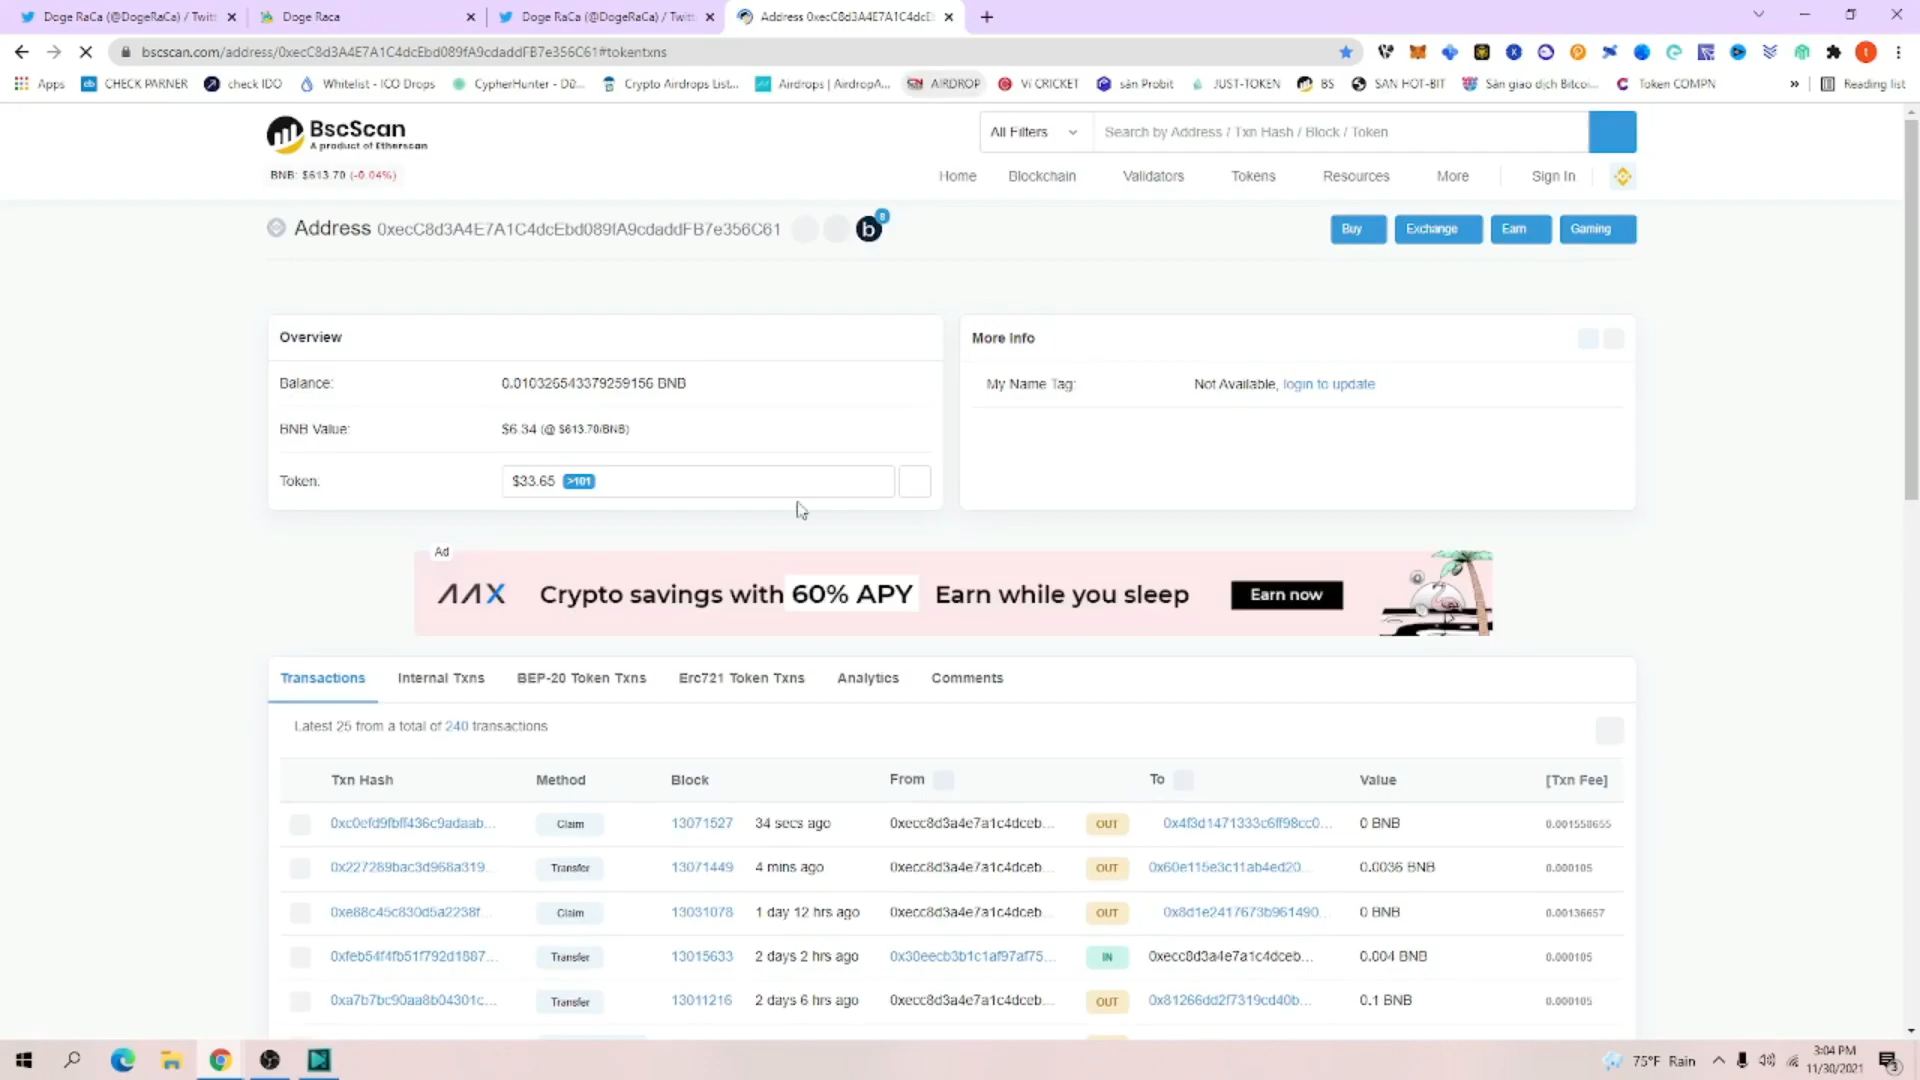 Doge RaCa (@DogeRaCa) / Twitt
Doge Raca
Doge RaCa (@DogeRaCa) / Twitt
Address 0xecC8d3A4E7A1C4dcE
bscscan.com/address/0xecC8d3A4E7A1C4dcEbd089fA9cdaddFB7e356C61#tokentxns
Apps
CHECK PARNER
check IDO
Whitelist - ICO Drops
CypherHunter - Dữ...
Crypto Airdrops List...
Airdrops | AirdropA...
AIRDROP
Ví CRICKET
sàn Probit
JUST-TOKEN
BS
SAN HOT-BIT
Sàn giao dịch Bitcoi...
Token COMPN
»
Reading list
BscScan
A product of Etherscan
BNB: $613.70 (-0.04%)
All Filters
Search by Address / Txn Hash / Block / Token
Home
Blockchain
Validators
Tokens
Resources
More
Sign In
Address 0xecC8d3A4E7A1C4dcEbd089fA9cdaddFB7e356C61
b
8
Buy
Exchange
Earn
Gaming
Overview
Balance:
0.010326543379259156 BNB
BNB Value:
$6.34 (@ $613.70/BNB)
Token:
$33.65 >101
More Info
My Name Tag:
Not Available, login to update
Ad
AAX
Crypto savings with 60% APY
Earn while you sleep
Earn now
Transactions
Internal Txns
BEP-20 Token Txns
Erc721 Token Txns
Analytics
Comments
Latest 25 from a total of 240 transactions
Txn Hash Method Block From To Value [Txn Fee]
0xc0efd9fbff436c9adaab... Claim 13071527 34 secs ago 0xecc8d3a4e7a1c4dceb... OUT 0x4f3d1471333c6ff98cc0... 0 BNB 0.001558655
0x227289bac3d968a319... Transfer 13071449 4 mins ago 0xecc8d3a4e7a1c4dceb... OUT 0x60e115e3c11ab4ed20... 0.0036 BNB 0.000105
0xe88c45c830d5a2238f... Claim 13031078 1 day 12 hrs ago 0xecc8d3a4e7a1c4dceb... OUT 0x8d1e2417673b961490... 0 BNB 0.00136657
0xfeb54f4fb51f792d1887... Transfer 13015633 2 days 2 hrs ago 0x30eecb3b1c1af97af75... IN 0xecc8d3a4e7a1c4dceb... 0.004 BNB 0.000105
0xa7b7bc90aa8b04301c... Transfer 13011216 2 days 6 hrs ago 0xecc8d3a4e7a1c4dceb... OUT 0x81266dd2f7319cd40b... 0.1 BNB 0.000105
75°F Rain
3:04 PM
11/30/2021
3